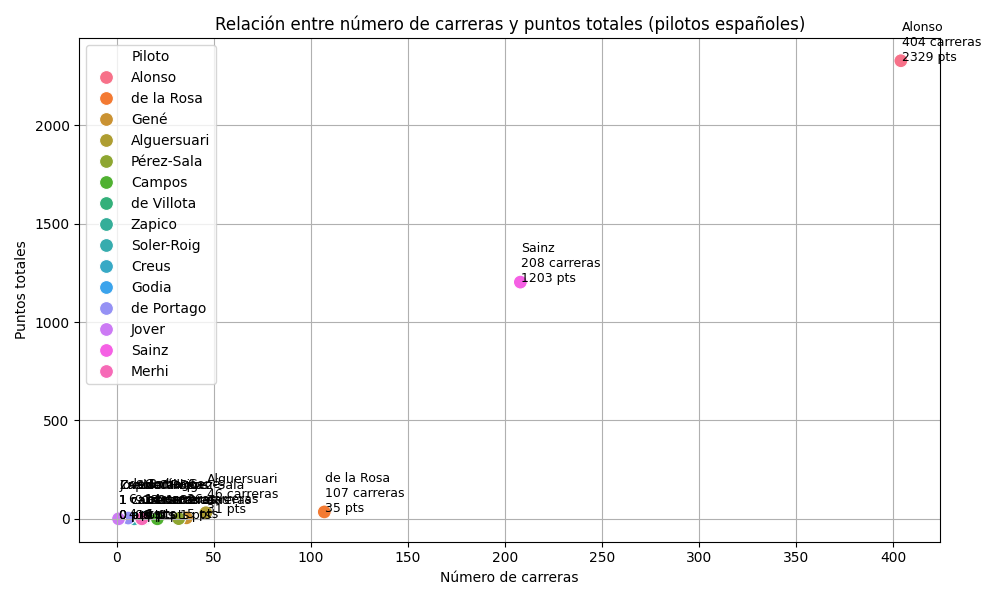 Relación entre número de carreras y puntos totales (pilotos españoles)
Puntos totales
2000
1500
1000
500
0
Piloto
Alonso
de la Rosa
Gené
Alguersuari
Pérez-Sala
Campos
de Villota
Zapico
Soler-Roig
Creus
Godia
de Portago
Jover
Sainz
Merhi
Alonso
404 carreras
2329 pts
Sainz
208 carreras
1203 pts
de la Rosa
107 carreras
35 pts
Alguersuari
46 carreras
31 pts
0
50
100
150
200
250
300
350
400
Número de carreras